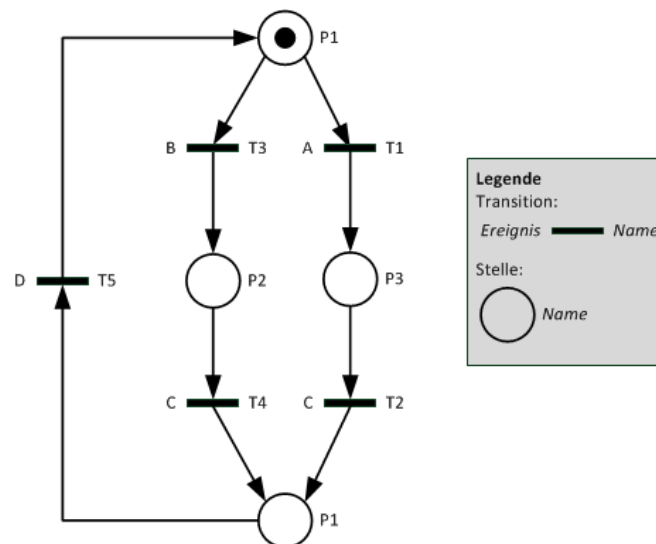 P1
B T3 A T1
Legende
Transition:
Ereignis Name
Stelle:
Name
D T5 P2 P3
C T4 C T2
P1